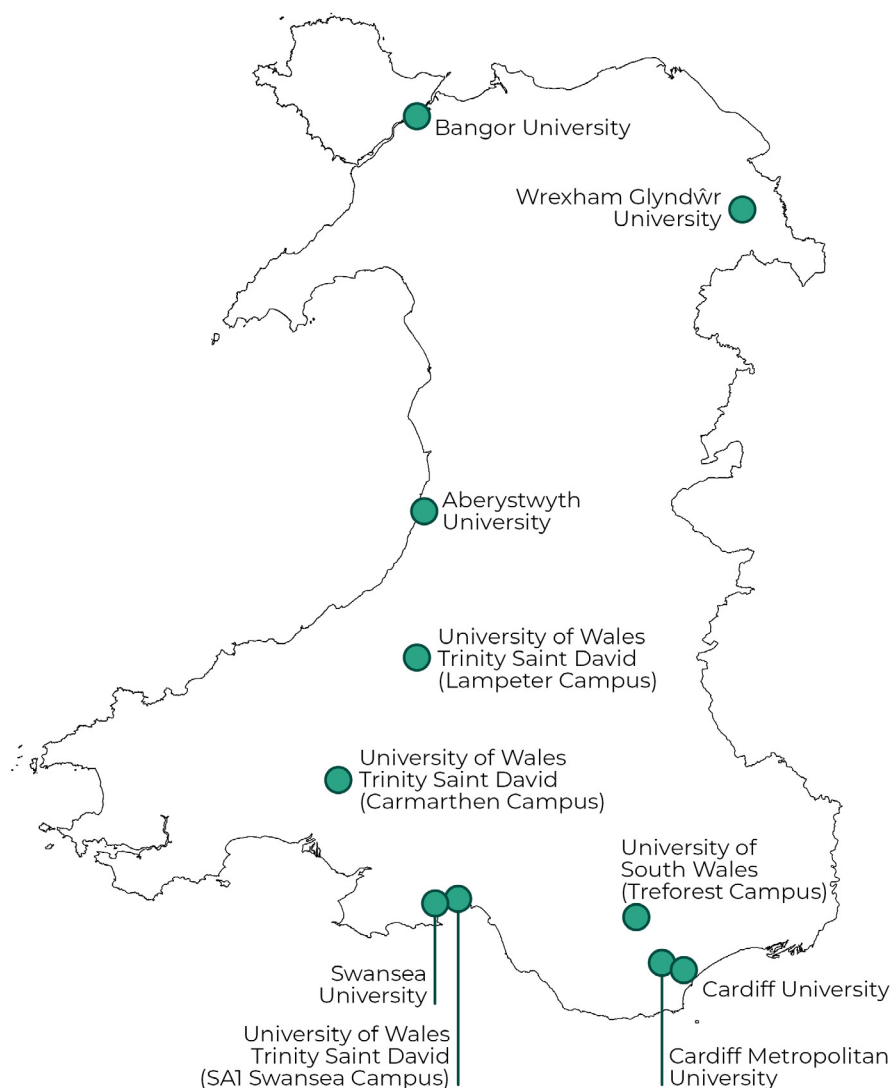 Bangor University
Wrexham Glyndŵr
University
Aberystwyth
University
University of Wales
Trinity Saint David
(Lampeter Campus)
University of Wales
Trinity Saint David
(Carmarthen Campus)
University of
South Wales
(Treforest Campus)
Swansea
University
Cardiff University
University of Wales
Trinity Saint David
(SA1 Swansea Campus)
Cardiff Metropolitan
University